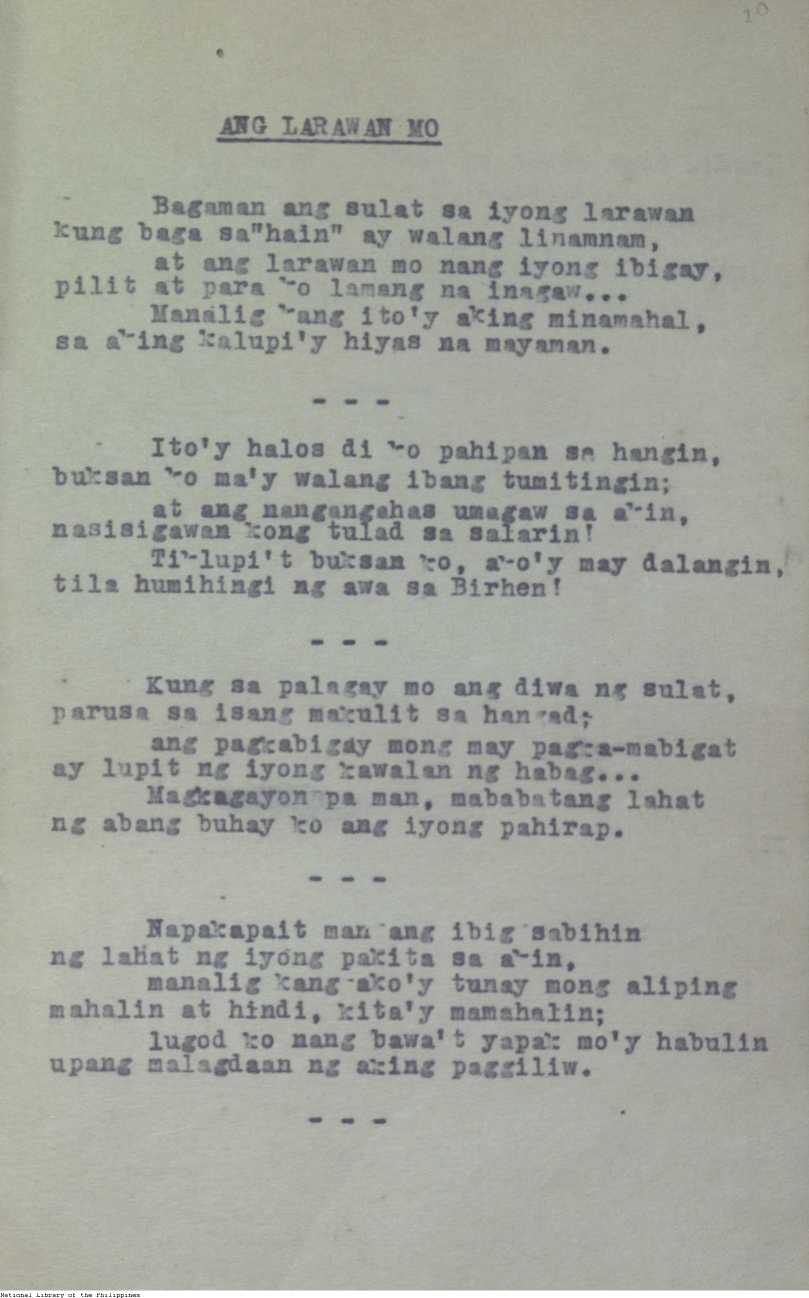 20
ANG LARAWAN MO
Bagaman ang sulat sa iyong larawan
kung baga sa"hain" ay walang linamnam,
at ang larawan mo nang iyong ibigay,
pilit at para ko lamang na inagaw...
Manalig kang ito'y aking minamahal,
sa aking kalupi'y hiyas na mayaman.
- - -
Ito'y halos di ko pahipan sa hangin,
buksan ko ma'y walang ibang tumitingin;
at ang nangangahas umagaw sa akin,
nasisigawan kong tulad sa salarin!
Tiklupi't buksan ko, ako'y may dalangin,
tila humihingi ng awa sa Birhen!
- - -
Kung sa palagay mo ang diwa ng sulat,
parusa sa isang makulit sa hangad;
ang pagkabigay mong may pagka-mabigat
ay lupit ng iyong kawalan ng habag...
Magkagayon pa man, mababatang lahat
ng abang buhay ko ang iyong pahirap.
- - -
Napakapait man ang ibig sabihin
ng lahat ng iyong pakita sa akin,
manalig kang ako'y tunay mong aliping
mahalin at hindi, kita'y mamahalin;
lugod ko nang bawa't yapak mo'y habulin
upang malagdaan ng aking paggiliw.
- - -
National Library of the Philippines